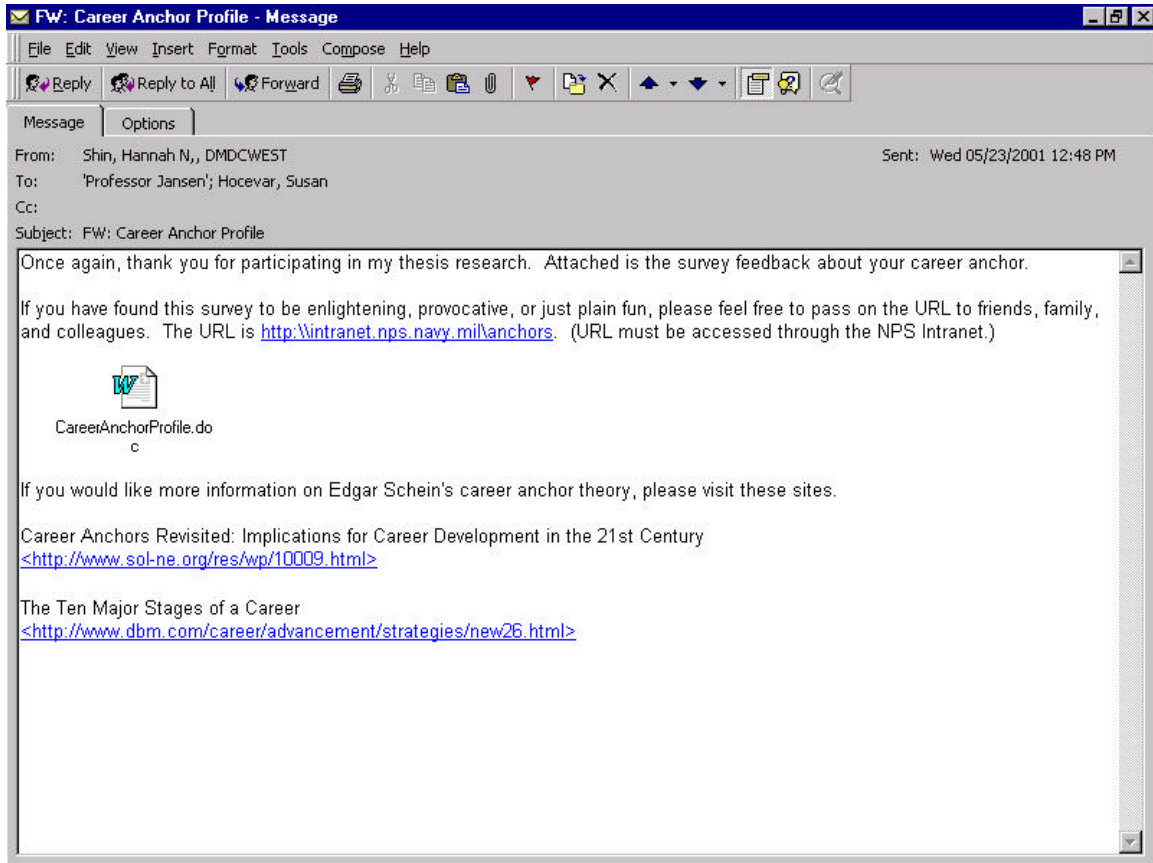 FW: Career Anchor Profile - Message
File Edit View Insert Format Tools Compose Help
Reply Reply to All Forward
Message Options
From: Shin, Hannah N,, DMDCWEST Sent: Wed 05/23/2001 12:48 PM
To: 'Professor Jansen'; Hocevar, Susan
Cc:
Subject: FW: Career Anchor Profile
Once again, thank you for participating in my thesis research. Attached is the survey feedback about your career anchor.
If you have found this survey to be enlightening, provocative, or just plain fun, please feel free to pass on the URL to friends, family,
and colleagues. The URL is http:\\intranet.nps.navy.mil\anchors. (URL must be accessed through the NPS Intranet.)
W
CareerAnchorProfile.do
c
If you would like more information on Edgar Schein's career anchor theory, please visit these sites.
Career Anchors Revisited: Implications for Career Development in the 21st Century
<http://www.sol-ne.org/res/wp/10009.html>
The Ten Major Stages of a Career
<http://www.dbm.com/career/advancement/strategies/new26.html>